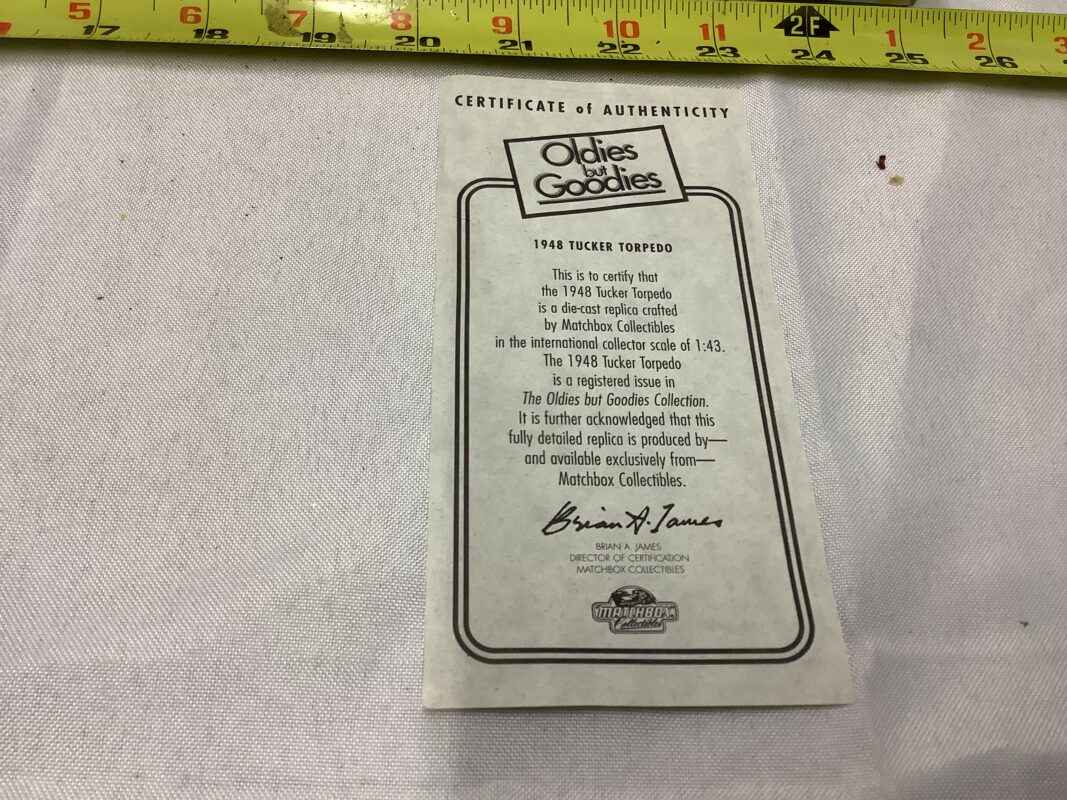 5 6 7 8 9 10 11 2F 1 2 3
17 18 19 20 21 22 23 24 25 26
CERTIFICATE of AUTHENTICITY
Oldies
but
Goodies
1948 TUCKER TORPEDO
This is to certify that
the 1948 Tucker Torpedo
is a die-cast replica crafted
by Matchbox Collectibles
in the international collector scale of 1:43.
The 1948 Tucker Torpedo
is a registered issue in
The Oldies but Goodies Collection.
It is further acknowledged that this
fully detailed replica is produced by—
and available exclusively from—
Matchbox Collectibles.
Brian A. James
BRIAN A. JAMES
DIRECTOR OF CERTIFICATION
MATCHBOX COLLECTIBLES
MATCHBOX
Collectibles